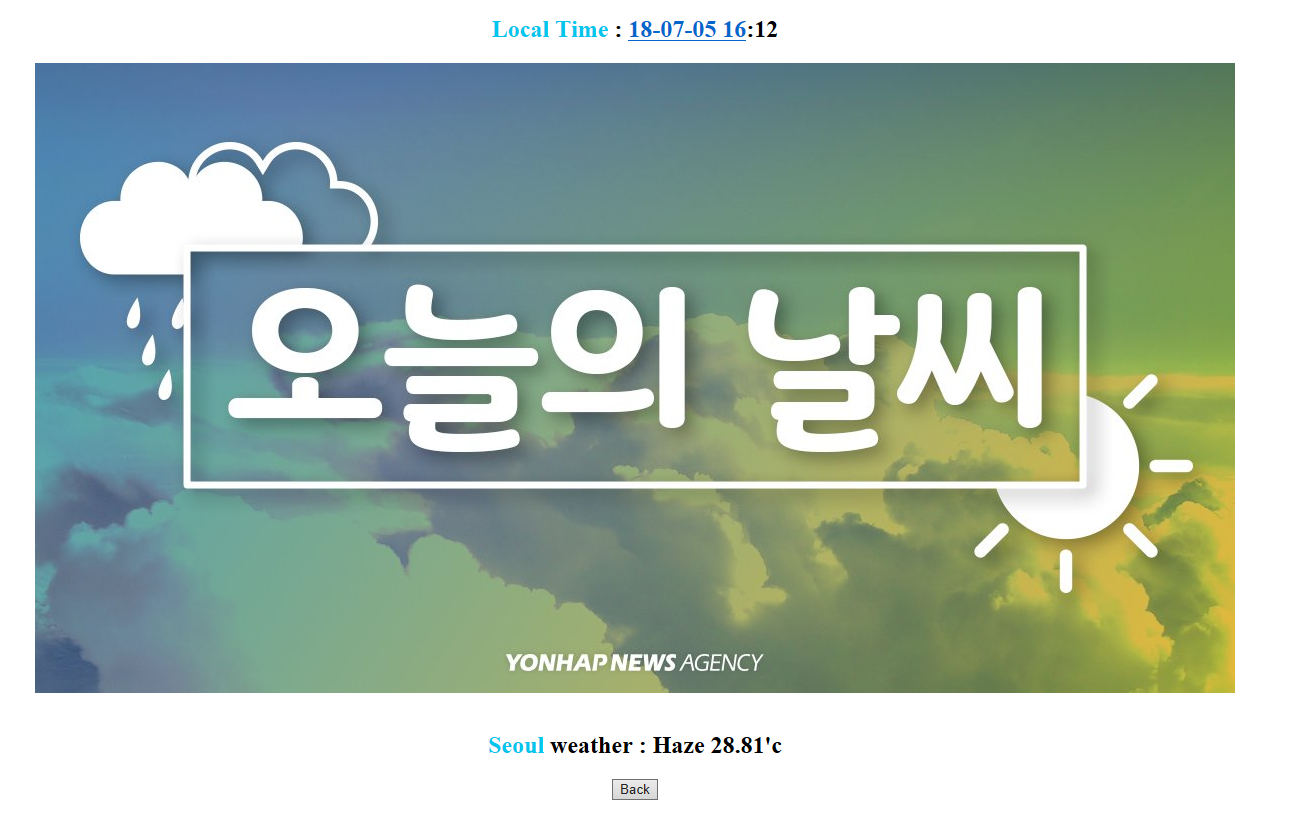 Local Time : 18-07-05 16:12
오늘의 날씨
YONHAP NEWS AGENCY
Seoul weather : Haze 28.81'c
Back